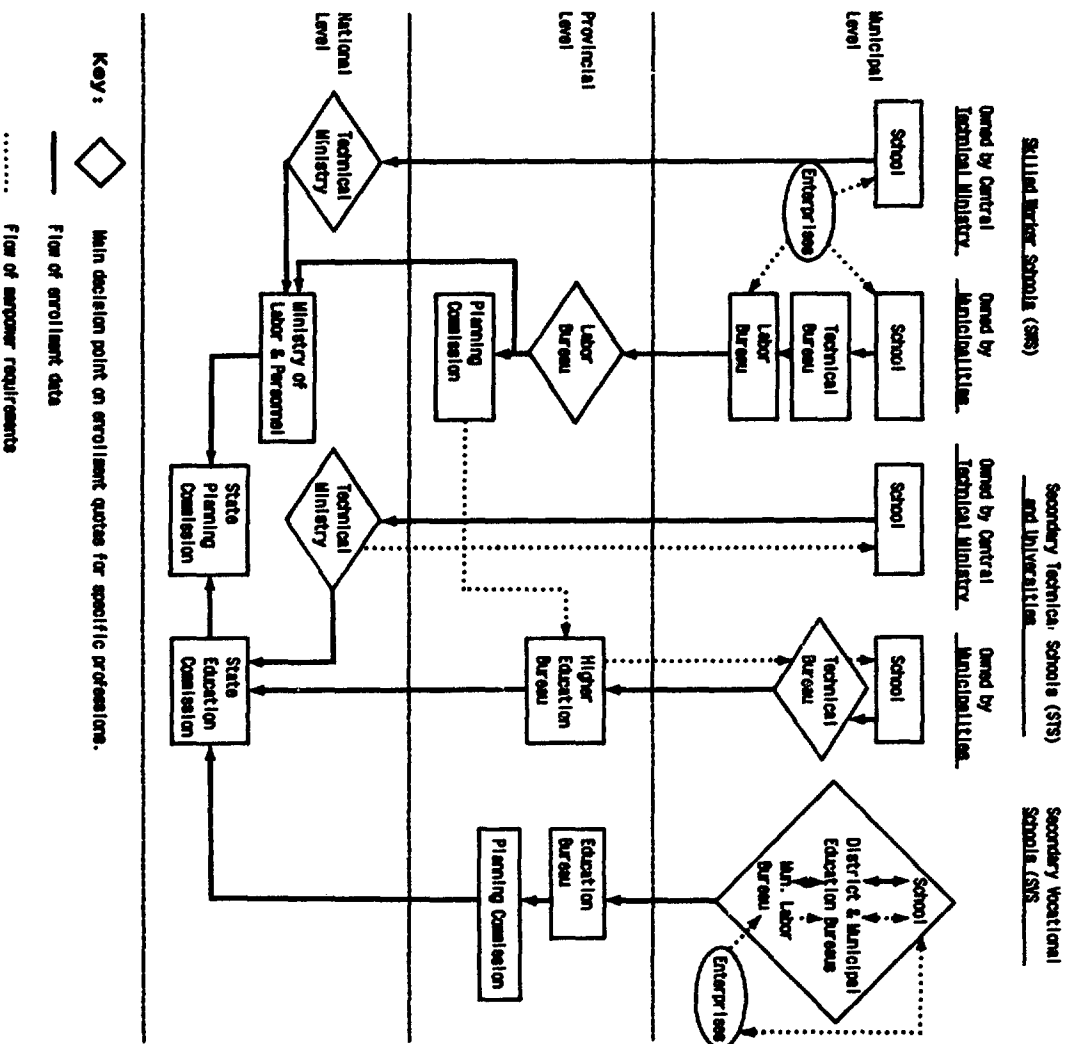 Skilled Worker Schools (SWS)
Secondary Technical Schools (STS)
and Universities
Secondary Vocational
Schools (SVS
Owned by Central
Technical Ministry
Owned by
Municipalities
Owned by Central
Technical Ministry
Owned by
Municipalities
Municipal
Level
School
Enterprises
School
Technical
Bureau
Labor
Bureau
School
School
Technical
Bureau
School
District & Municipal
Education Bureaus
Mun. Labor
Bureau
Enterprises
Provincial
Level
Labor
Bureau
Planning
Commission
Higher
Education
Bureau
Education
Bureau
Planning Commission
National
Level
Technical
Ministry
Ministry of
Labor & Personnel
Technical
Ministry
State
Planning
Commission
State
Education
Commission
Key:
Main decision point on enrollment quotes for specific professions.
Flow of enrollment data
Flow of manpower requirements